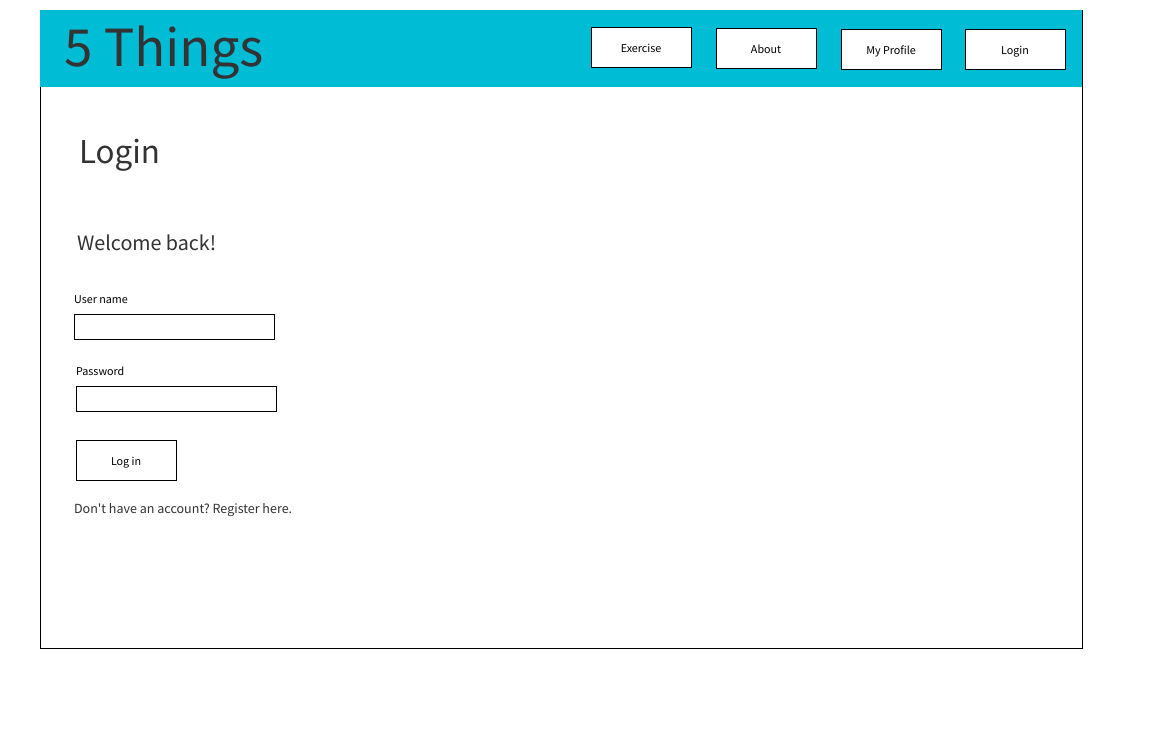 5 Things
Exercise
About
My Profile
Login
Login
Welcome back!
User name
Password
Log in
Don't have an account? Register here.